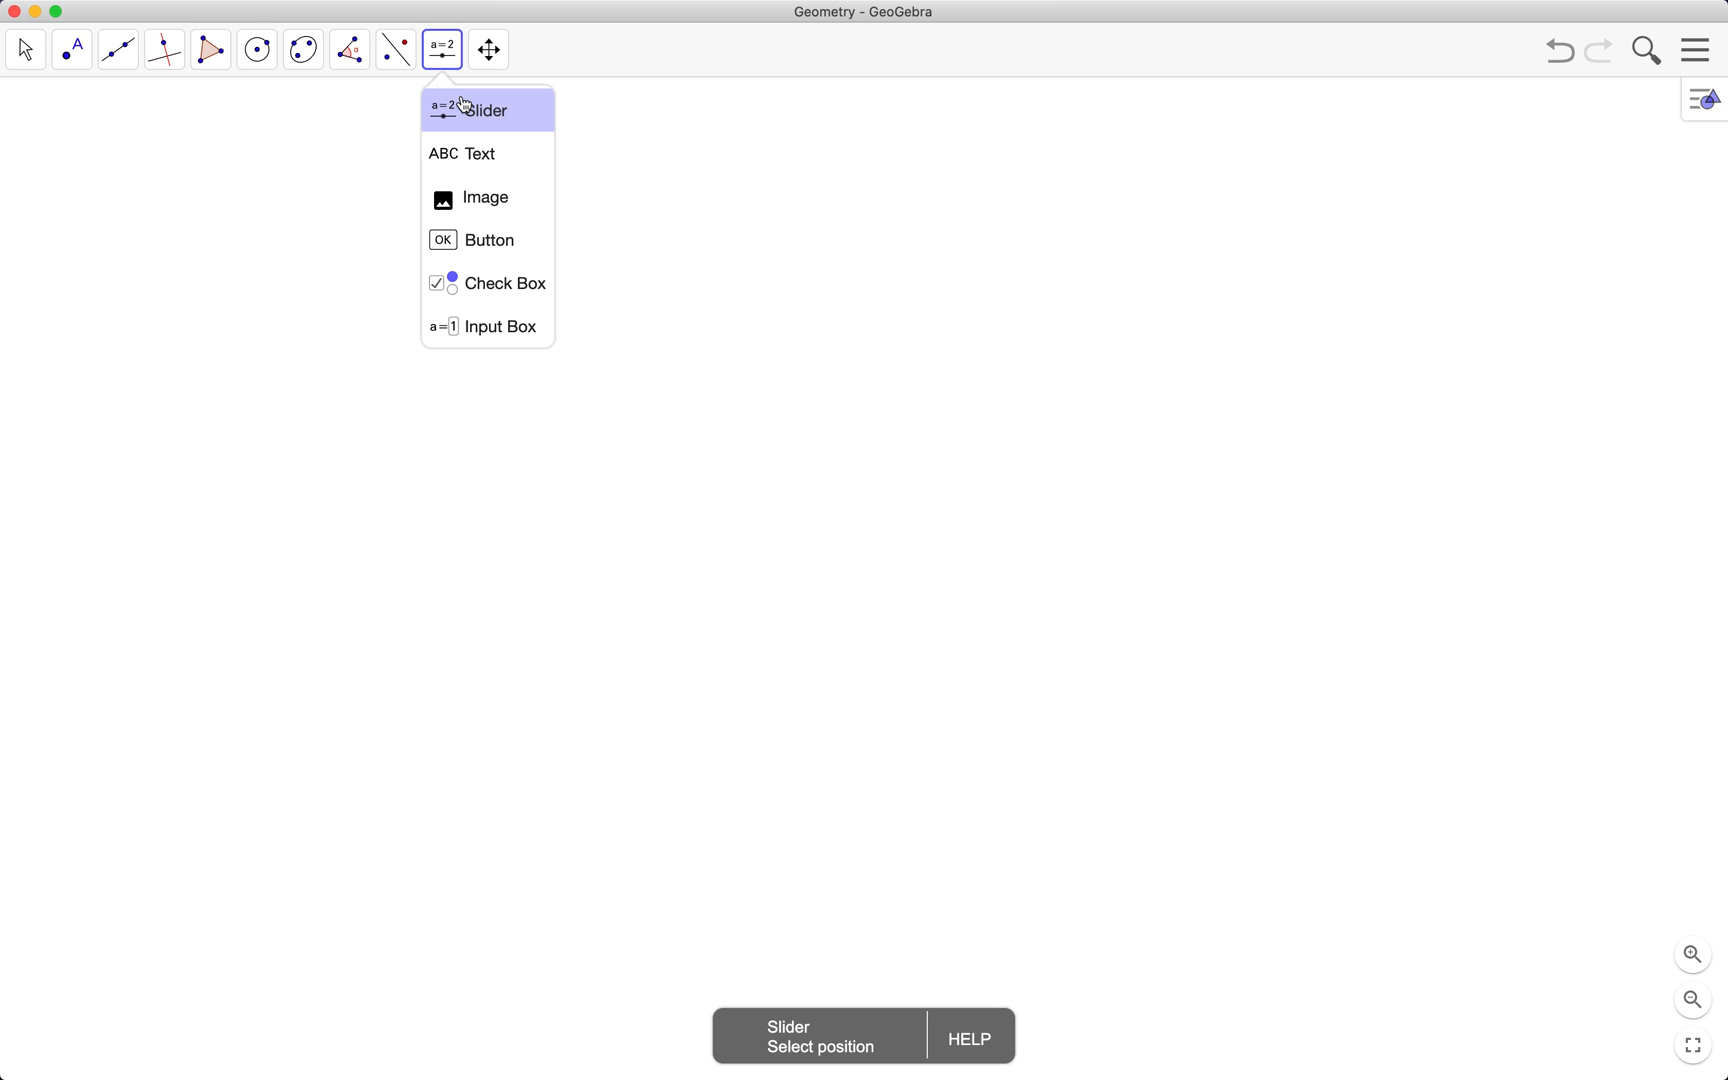 Geometry - GeoGebra
A
α
a=2
a=2 Slider
ABC Text
Image
OK Button
Check Box
a=1 Input Box
Slider
Select position
HELP